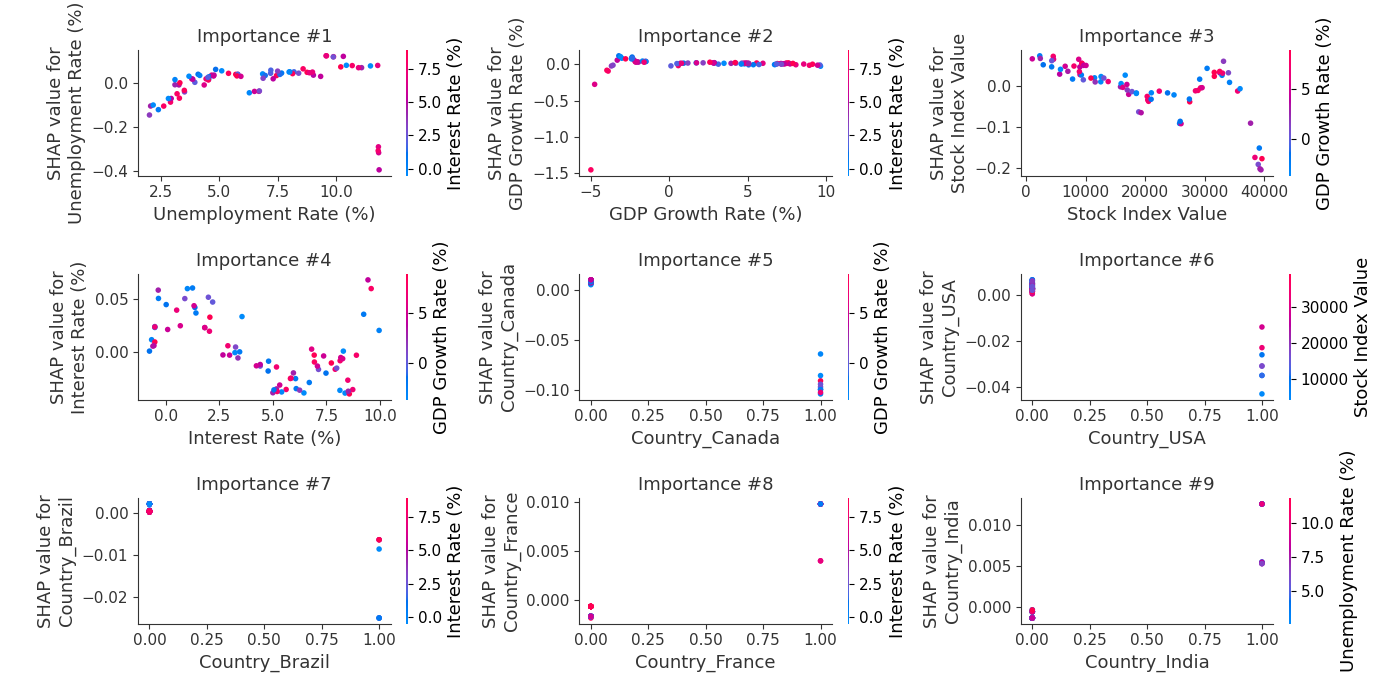 Importance #1
SHAP value for
Unemployment Rate (%)
0.0
−0.2
−0.4
2.5 5.0 7.5 10.0
Unemployment Rate (%)
7.5
5.0
2.5
0.0
Interest Rate (%)
Importance #2
SHAP value for
GDP Growth Rate (%)
0.0
−0.5
−1.0
−1.5
−5 0 5 10
GDP Growth Rate (%)
7.5
5.0
2.5
0.0
Interest Rate (%)
Importance #3
SHAP value for
Stock Index Value
0.0
−0.1
−0.2
0 10000 20000 30000 40000
Stock Index Value
5
0
GDP Growth Rate (%)
Importance #4
SHAP value for
Interest Rate (%)
0.05
0.00
0.0 2.5 5.0 7.5 10.0
Interest Rate (%)
5
0
GDP Growth Rate (%)
Importance #5
SHAP value for
Country_Canada
0.00
−0.05
−0.10
0.00 0.25 0.50 0.75 1.00
Country_Canada
5
0
GDP Growth Rate (%)
Importance #6
SHAP value for
Country_USA
0.00
−0.02
−0.04
0.00 0.25 0.50 0.75 1.00
Country_USA
30000
20000
10000
Stock Index Value
Importance #7
SHAP value for
Country_Brazil
0.00
−0.01
−0.02
0.00 0.25 0.50 0.75 1.00
Country_Brazil
7.5
5.0
2.5
0.0
Interest Rate (%)
Importance #8
SHAP value for
Country_France
0.010
0.005
0.000
0.00 0.25 0.50 0.75 1.00
Country_France
7.5
5.0
2.5
0.0
Interest Rate (%)
Importance #9
SHAP value for
Country_India
0.010
0.005
0.000
0.00 0.25 0.50 0.75 1.00
Country_India
10.0
7.5
5.0
Unemployment Rate (%)